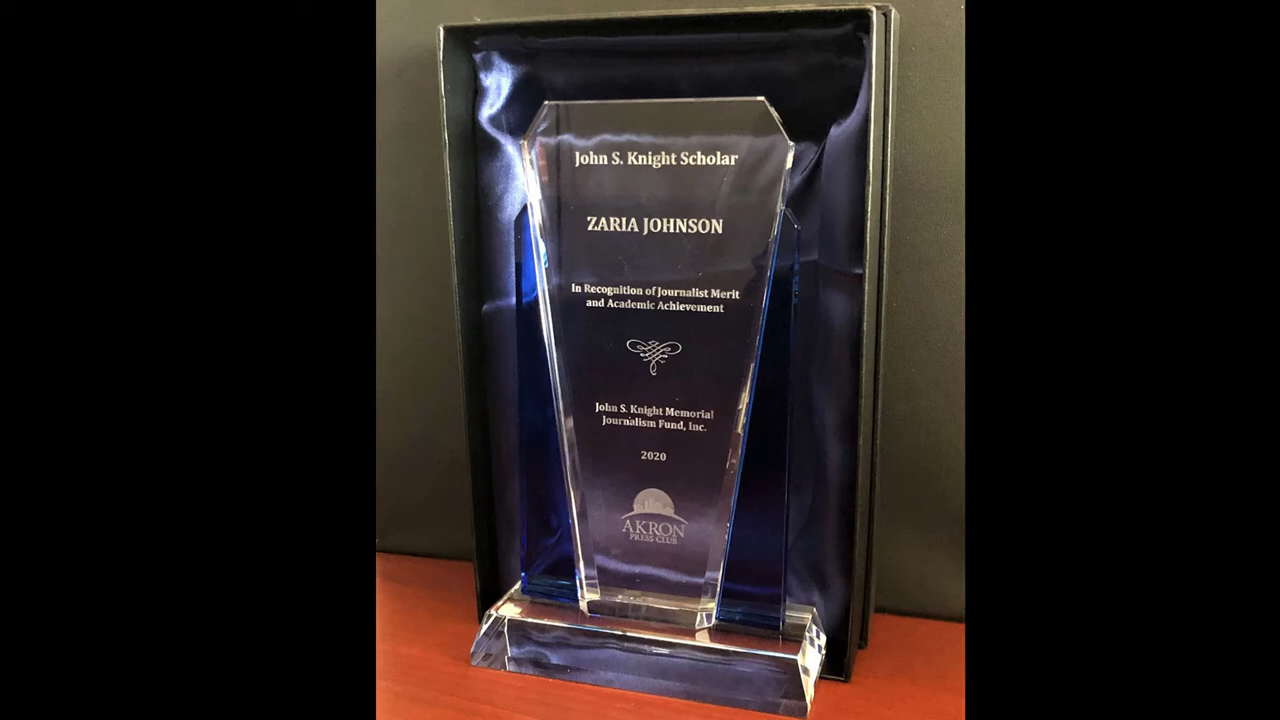 John S. Knight Scholar
ZARIA JOHNSON
In Recognition of Journalist Merit
and Academic Achievement
John S. Knight Memorial
Journalism Fund, Inc.
2020
AKRON
PRESS CLUB